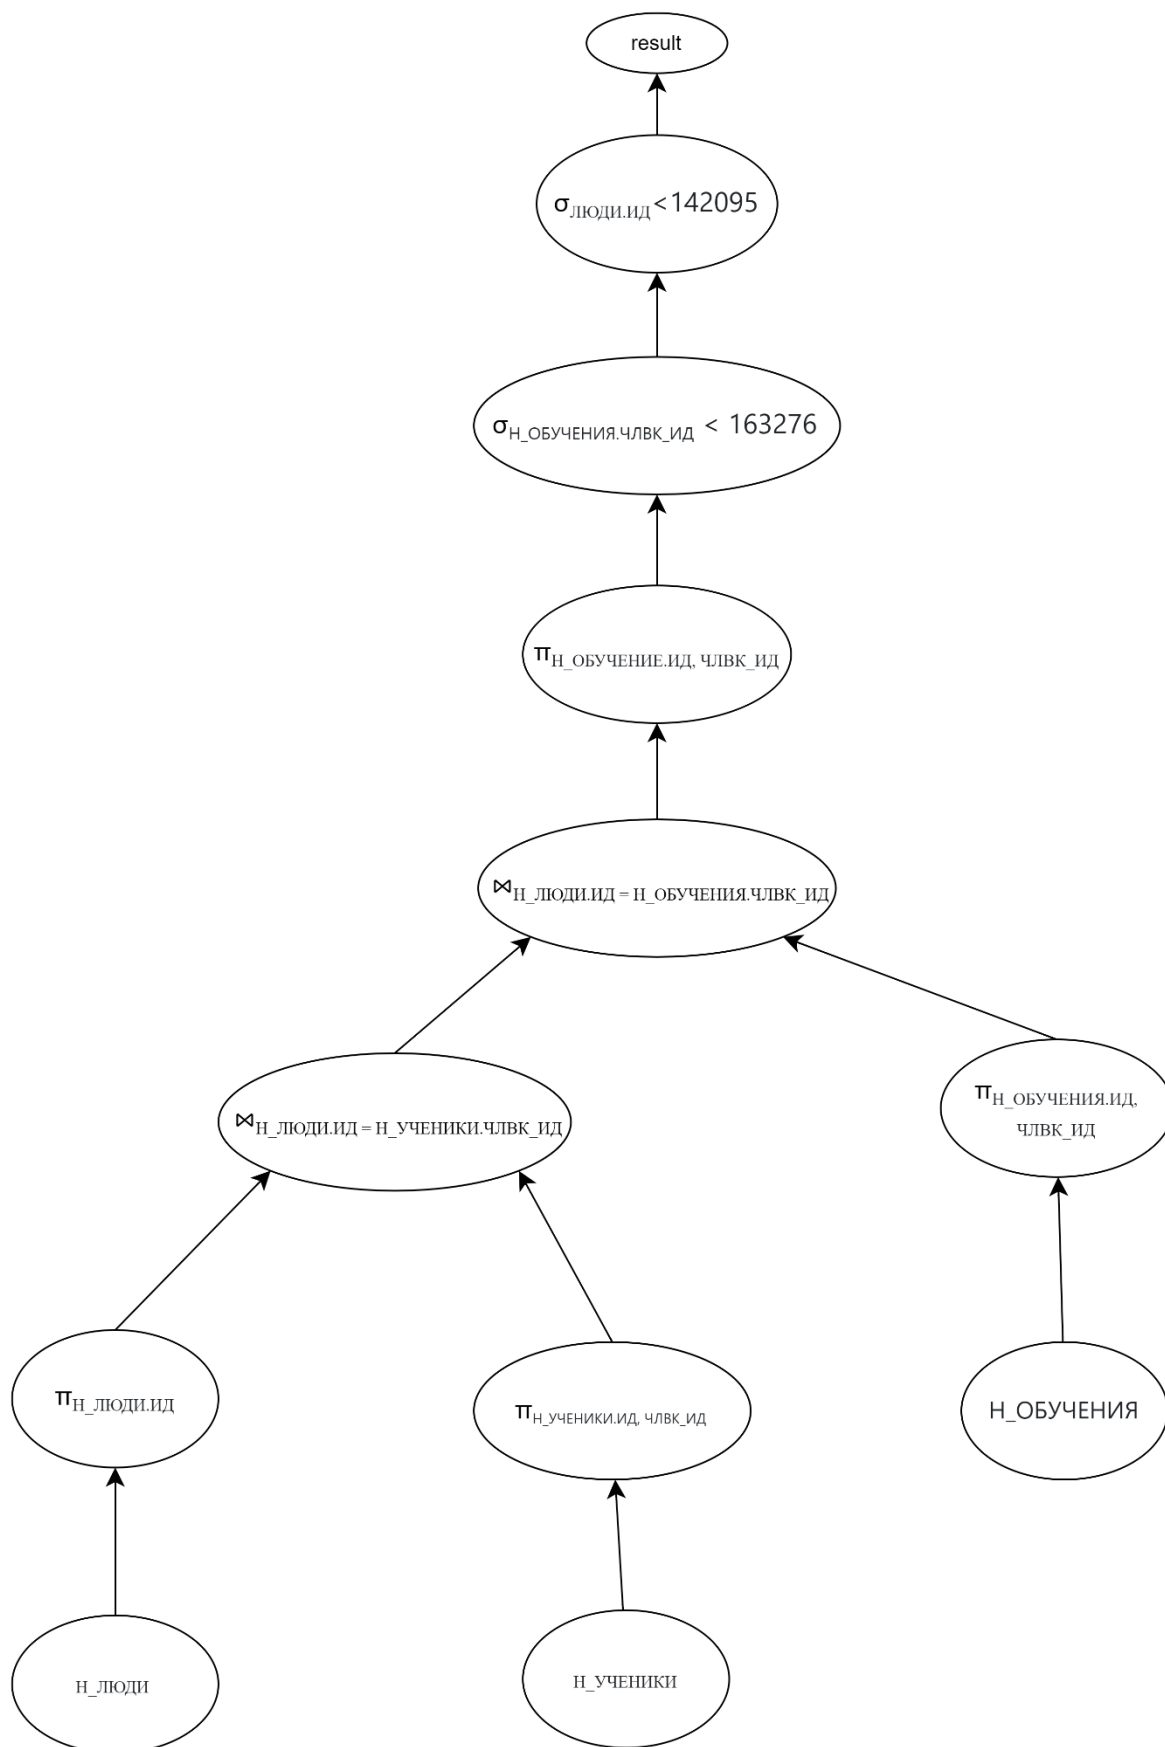 result
σЛЮДИ.ИД<142095
σН_ОБУЧЕНИЯ.ЧЛВК_ИД < 163276
πН_ОБУЧЕНИЕ.ИД, ЧЛВК_ИД
⋈Н_ЛЮДИ.ИД = Н_ОБУЧЕНИЯ.ЧЛВК_ИД
⋈Н_ЛЮДИ.ИД = Н_УЧЕНИКИ.ЧЛВК_ИД
πН_ОБУЧЕНИЯ.ИД,
ЧЛВК_ИД
πН_ЛЮДИ.ИД
πН_УЧЕНИКИ.ИД, ЧЛВК_ИД
Н_ОБУЧЕНИЯ
Н_ЛЮДИ
Н_УЧЕНИКИ